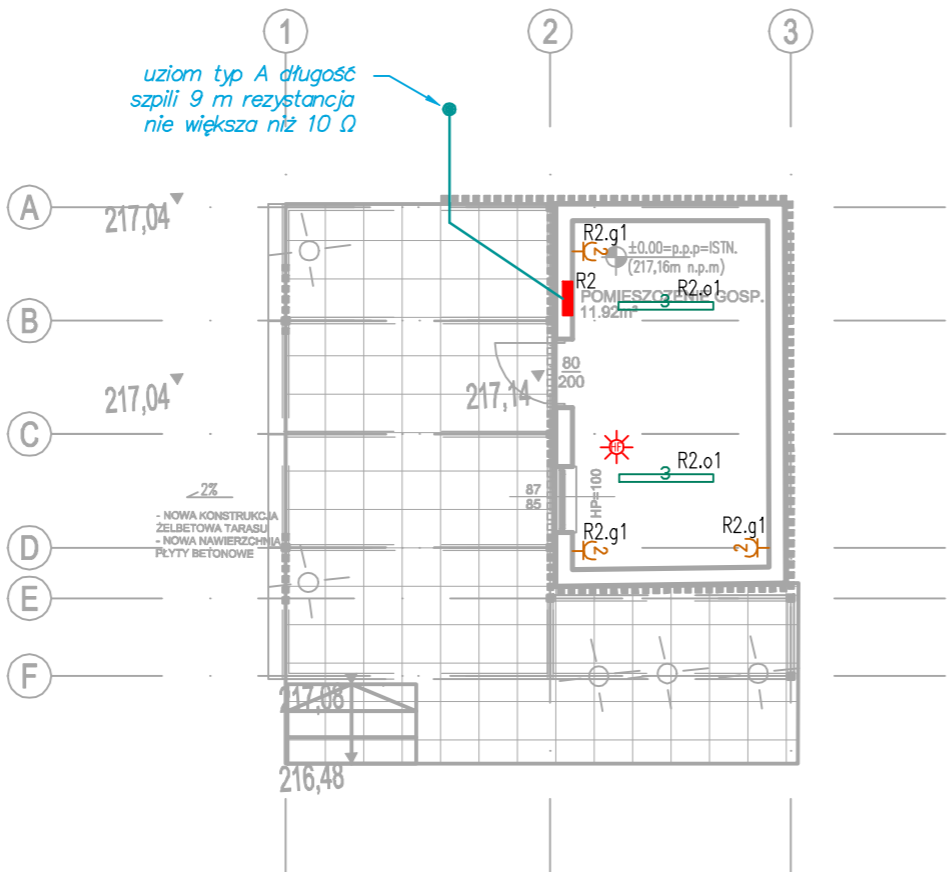 1
2
3
uziom typ A długość
szpili 9 m rezystancja
nie większa niż 10 Ω
A
217,04
R2.g1
2
±0.00=p.p.p=ISTN.
(217,16m n.p.m)
R2
POMIESZCZENIE GOSP.
11.92m²
R2.o1
3
B
80
200
217,04
217,14
C
HF
R2.o1
3
2%
87
85
HP=100
- NOWA KONSTRUKCJA
ŻELBETOWA TARASU
- NOWA NAWIERZCHNIA
PŁYTY BETONOWE
R2.g1
2
R2.g1
2
D
E
F
217,08
216,48